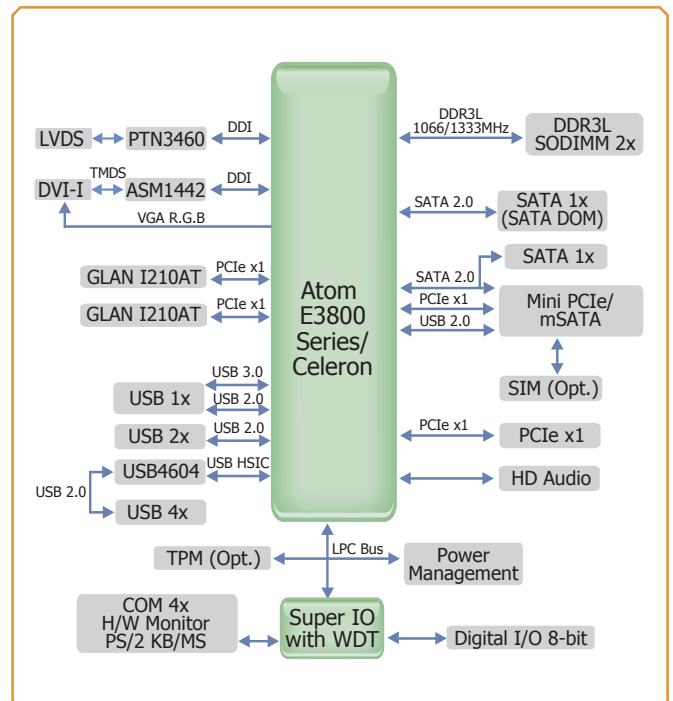 DDR3L
1066/1333MHz
DDR3L
SODIMM 2x
LVDS
PTN3460
DDI
TMDS
DVI-I
ASM1442
DDI
VGA R.G.B
SATA 2.0
SATA 1x
(SATA DOM)
SATA 1x
GLAN I210AT
PCIe x1
GLAN I210AT
PCIe x1
Atom
E3800
Series/
Celeron
SATA 2.0
PCIe x1
USB 2.0
Mini PCIe/
mSATA
SIM (Opt.)
USB 1x
USB 3.0
USB 2.0
USB 2x
USB 2.0
USB4604
USB HSIC
USB 2.0
USB 4x
PCIe x1
PCIe x1
HD Audio
TPM (Opt.)
LPC Bus
Power
Management
COM 4x
H/W Monitor
PS/2 KB/MS
Super IO
with WDT
Digital I/O 8-bit